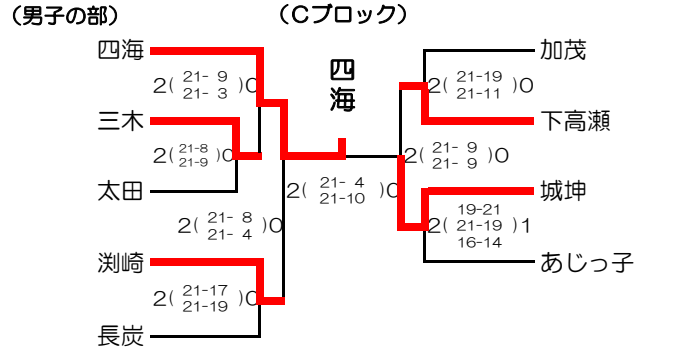 (男子の部) (Cブロック)
四海
2( 21- 9 )0
21- 3
三木
2( 21-8 )0
21-9
太田
2( 21- 8 )0
21- 4
渕崎
2( 21-17 )0
21-19
長炭
四海
2( 21- 4 )0
21-10
加茂
2( 21-19 )0
21-11
下高瀬
2( 21- 9 )0
21- 9
城坤
19-21
2( 21-19 )1
16-14
あじっ子